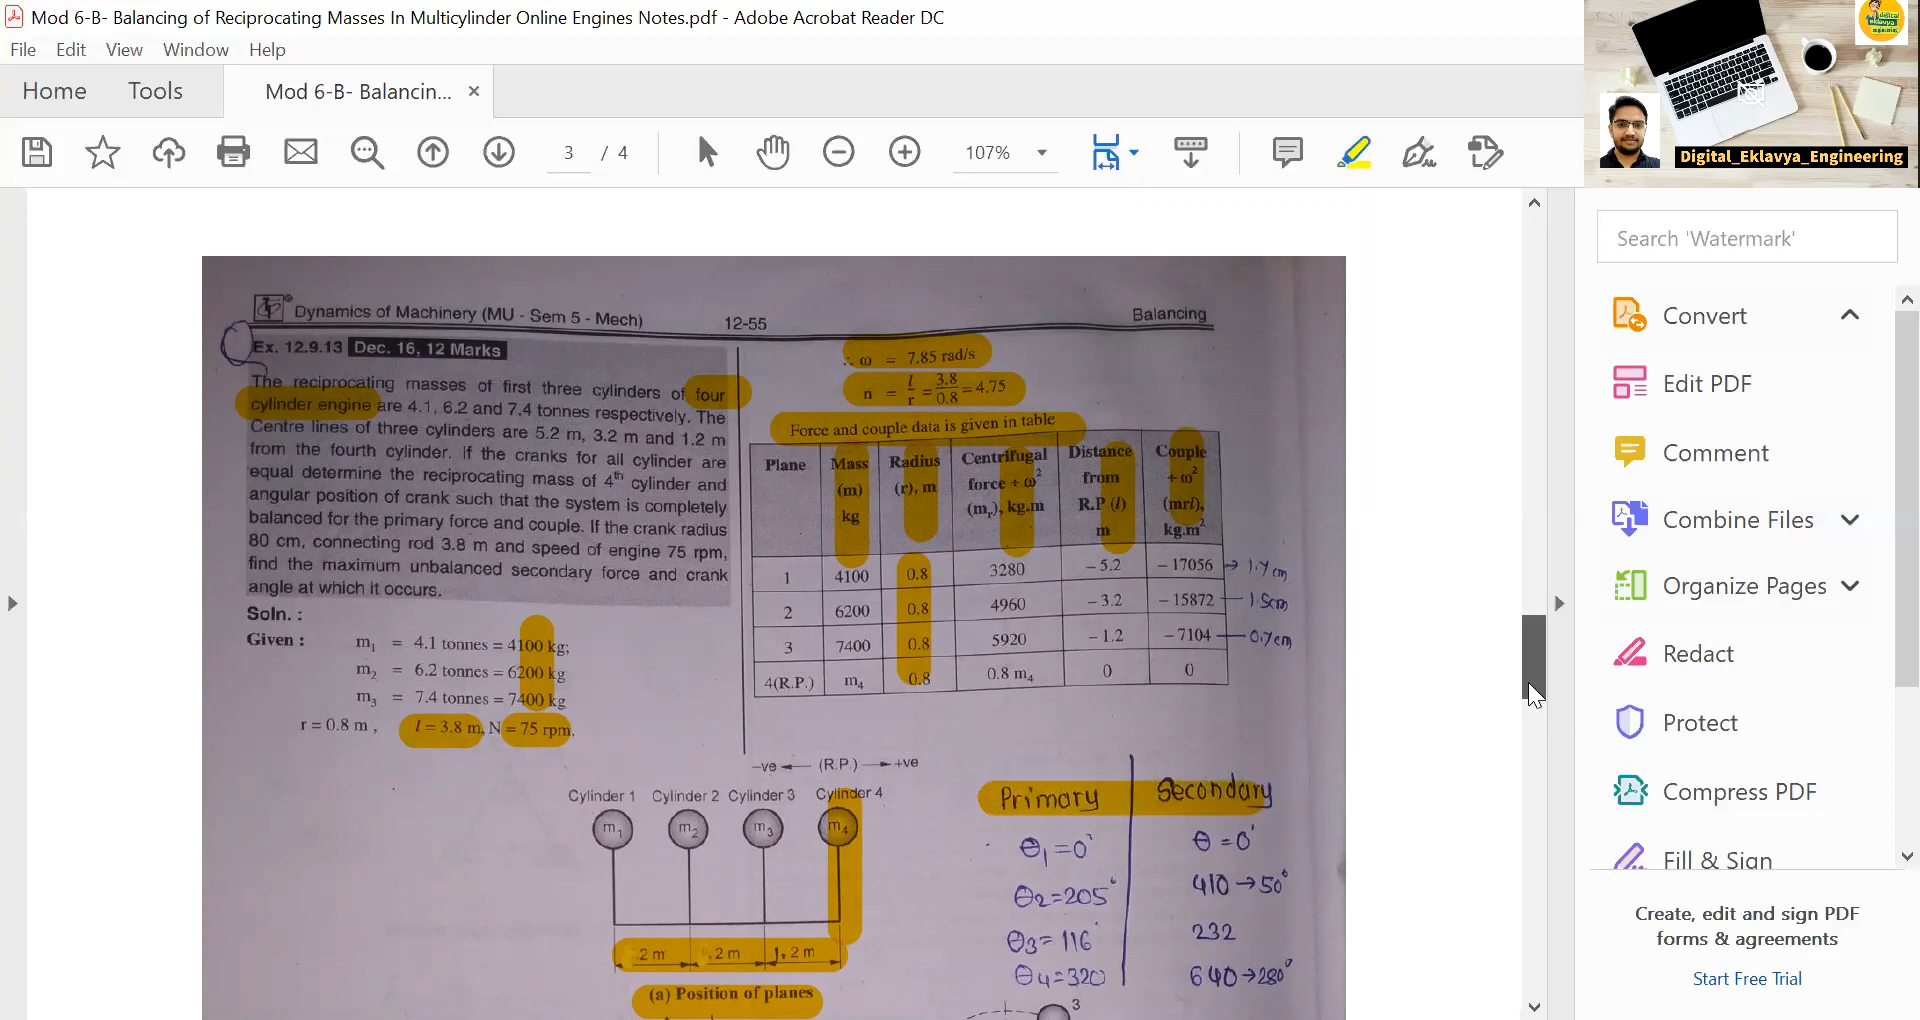 Mod 6-B- Balancing of Reciprocating Masses In Multicylinder Online Engines Notes.pdf - Adobe Acrobat Reader DC
File Edit View Window Help
Home Tools Mod 6-B- Balancin... ×
3 / 4 107%
Digital_Eklavya_Engineering
Search 'Watermark'
Convert
Edit PDF
Comment
Combine Files
Organize Pages
Redact
Protect
Compress PDF
Fill & Sign
Create, edit and sign PDF
forms & agreements
Start Free Trial
Dynamics of Machinery (MU - Sem 5 - Mech) 12-55 Balancing
Ex. 12.9.13 Dec. 16, 12 Marks
The reciprocating masses of first three cylinders of four
cylinder engine are 4.1, 6.2 and 7.4 tonnes respectively. The
Centre lines of three cylinders are 5.2 m, 3.2 m and 1.2 m
from the fourth cylinder. If the cranks for all cylinder are
equal determine the reciprocating mass of 4th cylinder and
angular position of crank such that the system is completely
balanced for the primary force and couple. If the crank radius
80 cm, connecting rod 3.8 m and speed of engine 75 rpm,
find the maximum unbalanced secondary force and crank
angle at which it occurs.
Soln. :
Given : m1 = 4.1 tonnes = 4100 kg;
m2 = 6.2 tonnes = 6200 kg
m3 = 7.4 tonnes = 7400 kg
r = 0.8 m , l = 3.8 m, N = 75 rpm.
∴ ω = 7.85 rad/s
n = l/r = 3.8/0.8 = 4.75
Force and couple data is given in table
Plane Mass (m) kg Radius (r), m Centrifugal force ÷ ω² (mr), kg.m Distance from R.P (l) m Couple ÷ ω² (mrl), kg.m²
1 4100 0.8 3280 – 5.2 – 17056 → 1.7 cm
2 6200 0.8 4960 – 3.2 – 15872 – 1.5cm
3 7400 0.8 5920 – 1.2 – 7104 – 0.7cm
4(R.P.) m4 0.8 0.8 m4 0 0
–ve ← (R.P.) → +ve
Cylinder 1 Cylinder 2 Cylinder 3 Cylinder 4
m1 m2 m3 m4
2 m 2 m 1.2 m
(a) Position of planes
Primary Secondary
θ1=0° θ=0°
θ2=205° 410→50°
θ3=116° 232
θ4=320 640→280°
3